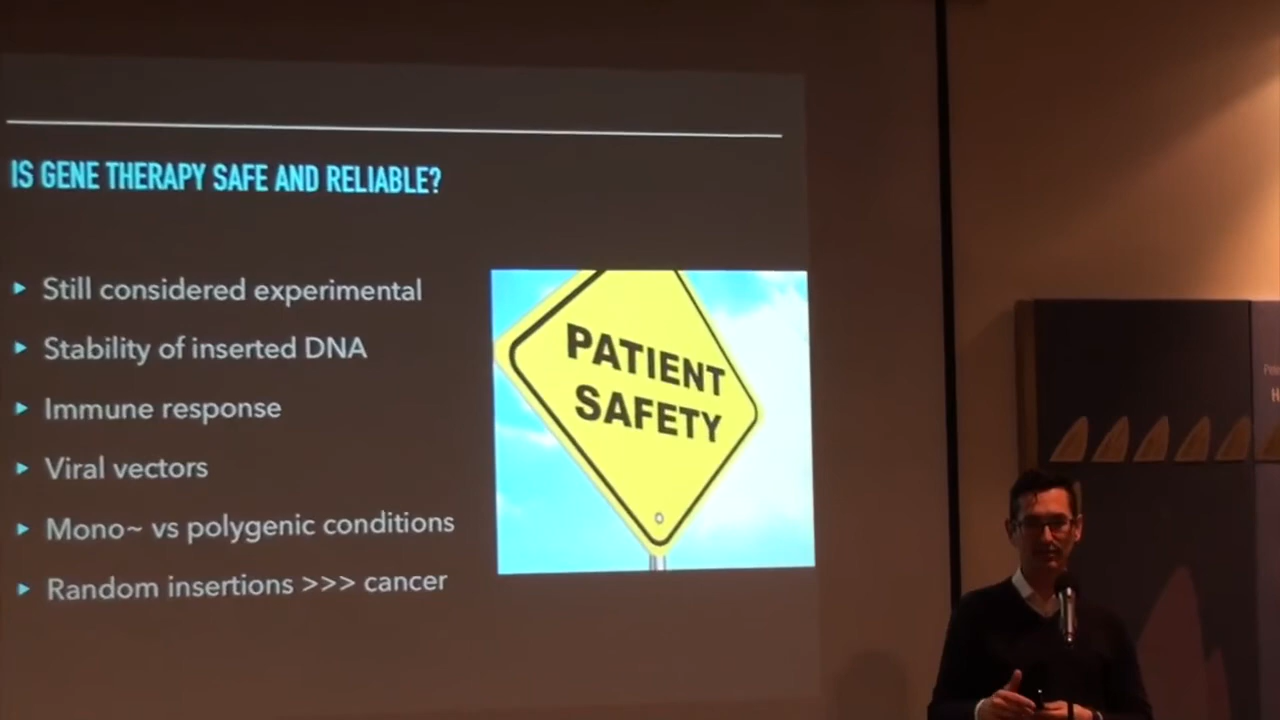 IS GENE THERAPY SAFE AND RELIABLE?
Still considered experimental
Stability of inserted DNA
Immune response
Viral vectors
Mono~ vs polygenic conditions
Random insertions >>> cancer
PATIENT
SAFETY